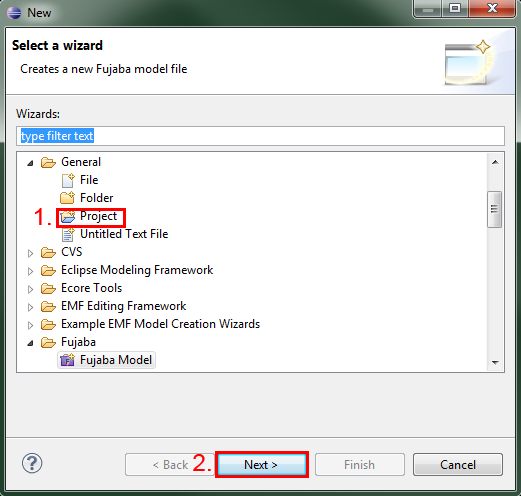 New
Select a wizard
Creates a new Fujaba model file
Wizards:
type filter text
General
File
Folder
1. Project
Untitled Text File
CVS
Eclipse Modeling Framework
Ecore Tools
EMF Editing Framework
Example EMF Model Creation Wizards
Fujaba
Fujaba Model
? < Back 2. Next > Finish Cancel